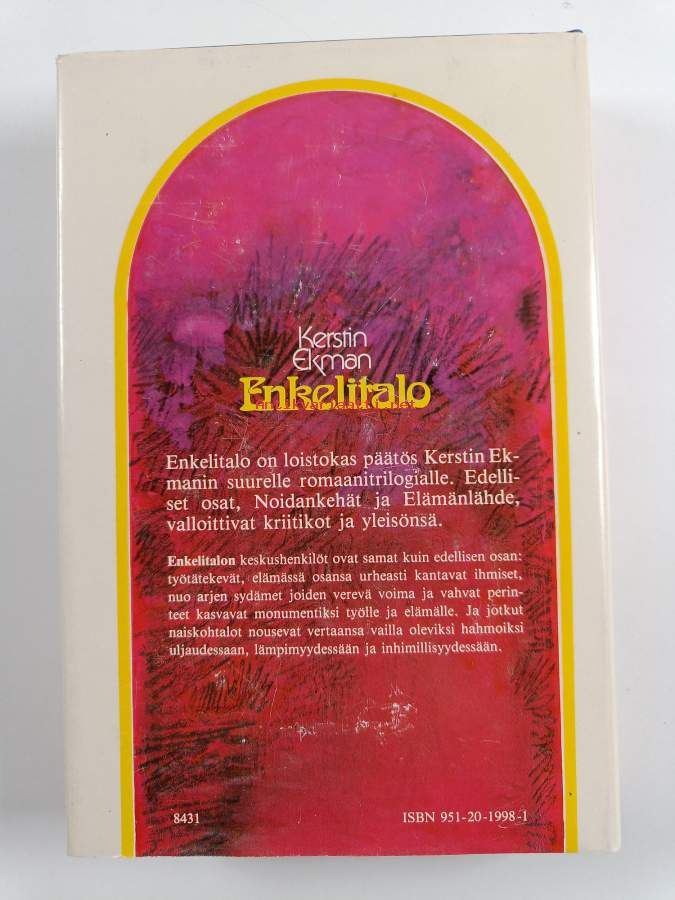 Kerstin
Ekman
Enkelitalo
antikvariaatti.net
Enkelitalo on loistokas päätös Kerstin Ek-
manin suurelle romaanitrilogialle. Edelli-
set osat, Noidankehät ja Elämänlähde,
valloittivat kriitikot ja yleisönsä.
Enkelitalon keskushenkilöt ovat samat kuin edellisen osan:
työtätekevät, elämässä osansa urheasti kantavat ihmiset,
nuo arjen sydämet joiden verevä voima ja vahvat perin-
teet kasvavat monumentiksi työlle ja elämälle. Ja jotkut
naiskohtalot nousevat vertaansa vailla oleviksi hahmoiksi
uljaudessaan, lämpimyydessään ja inhimillisyydessään.
8431
ISBN 951-20-1998-1